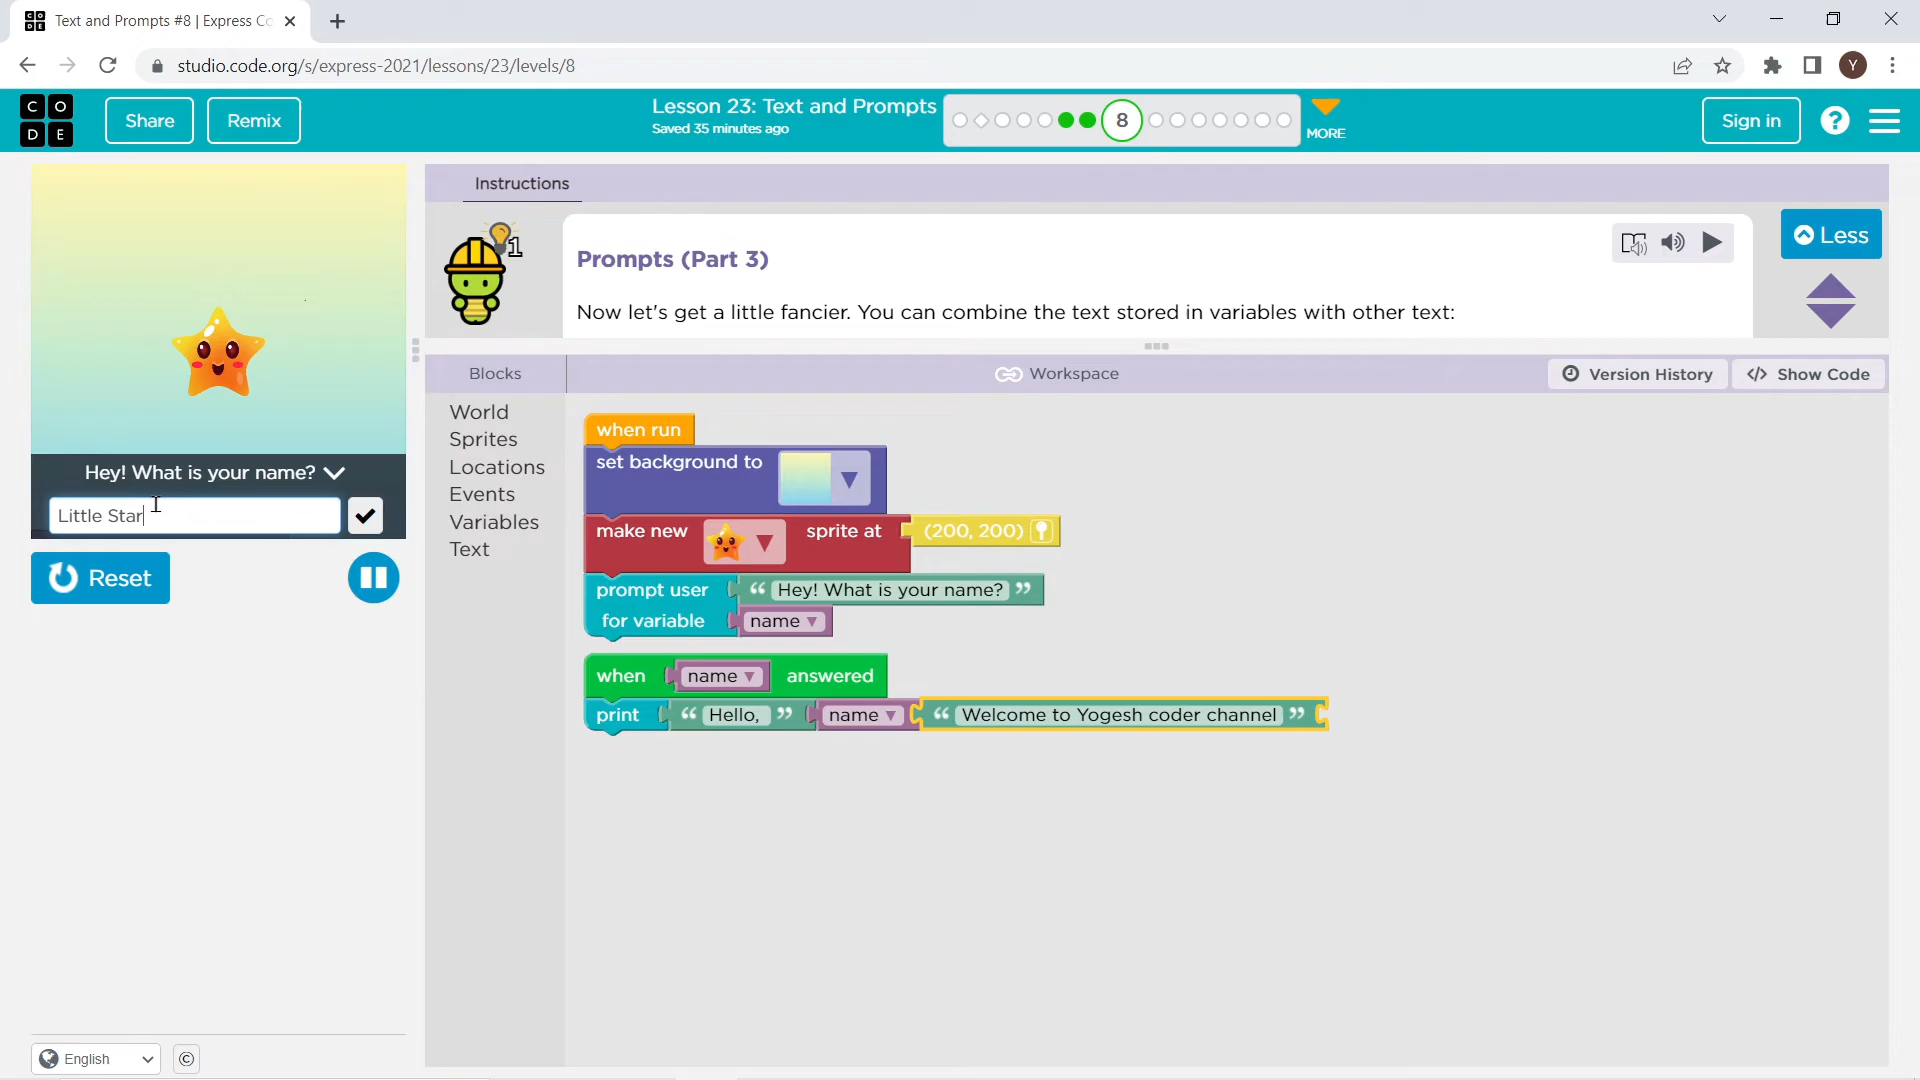 Text and Prompts #8 | Express Co
studio.code.org/s/express-2021/lessons/23/levels/8
Y
C O
D E
Share
Remix
Lesson 23: Text and Prompts
Saved 35 minutes ago
8
MORE
Sign in
?
Instructions
1
Prompts (Part 3)
Now let's get a little fancier. You can combine the text stored in variables with other text:
Less
Blocks
Workspace
Version History
</> Show Code
World
Sprites
Locations
Events
Variables
Text
when run
set background to
make new sprite at (200, 200)
prompt user “ Hey! What is your name? ”
for variable name
when name answered
print “ Hello, ” name “ Welcome to Yogesh coder channel ”
Hey! What is your name?
Little Star
Reset
English
©